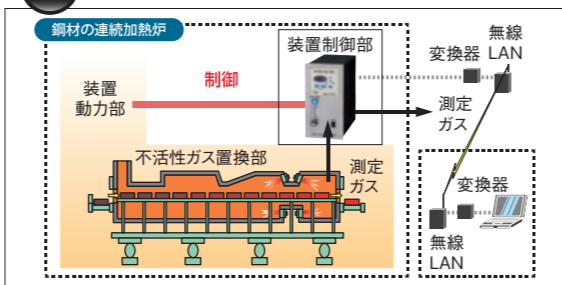 鋼材の連続加熱炉
装置制御部
無線
LAN
変換器
装置
動力部
制御
測定
ガス
不活性ガス置換部
測定
ガス
変換器
無線
LAN